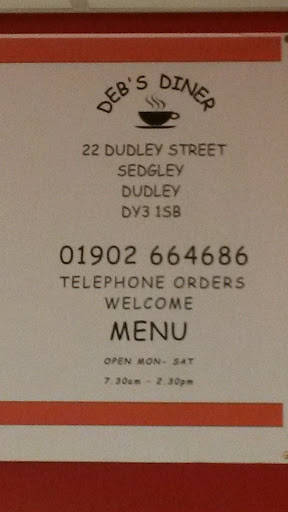 DEB'S DINER
22 DUDLEY STREET
SEDGLEY
DUDLEY
DY3 1SB
01902 664686
TELEPHONE ORDERS
WELCOME
MENU
OPEN MON- SAT
7.30am - 2.30pm